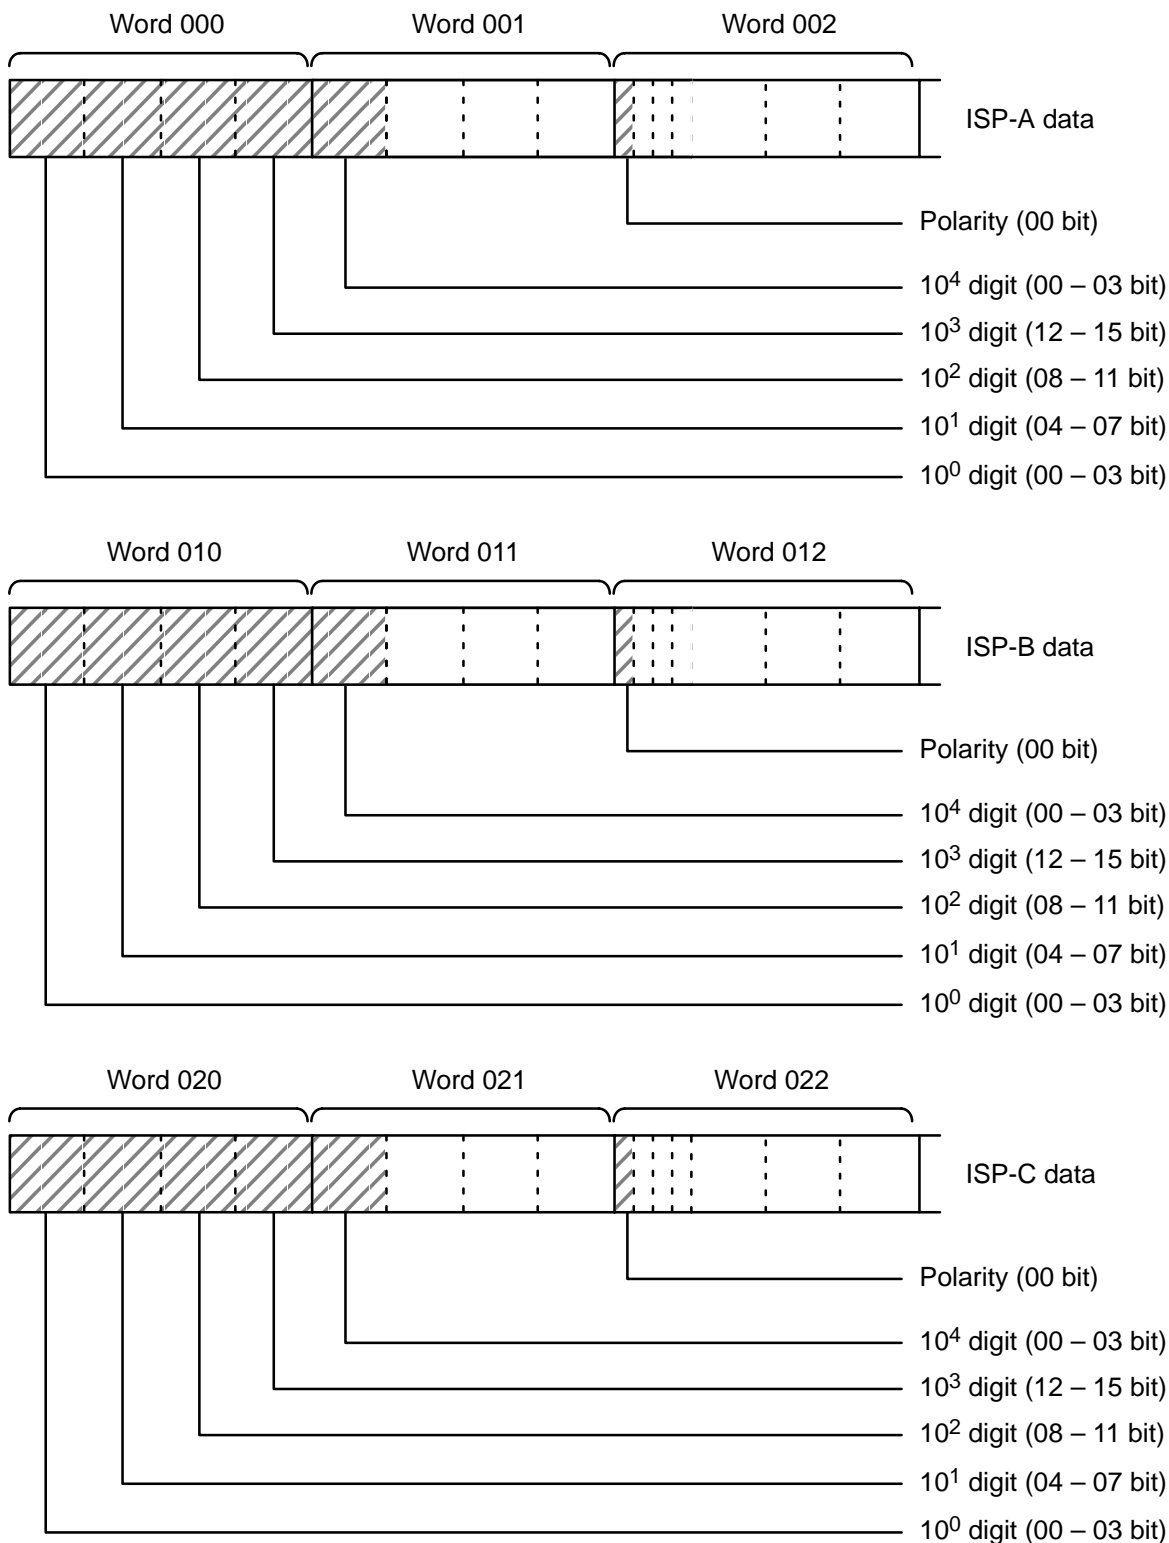 Word 000 Word 001 Word 002
ISP-A data
Polarity (00 bit)
10⁴ digit (00 – 03 bit)
10³ digit (12 – 15 bit)
10² digit (08 – 11 bit)
10¹ digit (04 – 07 bit)
10⁰ digit (00 – 03 bit)
Word 010 Word 011 Word 012
ISP-B data
Polarity (00 bit)
10⁴ digit (00 – 03 bit)
10³ digit (12 – 15 bit)
10² digit (08 – 11 bit)
10¹ digit (04 – 07 bit)
10⁰ digit (00 – 03 bit)
Word 020 Word 021 Word 022
ISP-C data
Polarity (00 bit)
10⁴ digit (00 – 03 bit)
10³ digit (12 – 15 bit)
10² digit (08 – 11 bit)
10¹ digit (04 – 07 bit)
10⁰ digit (00 – 03 bit)